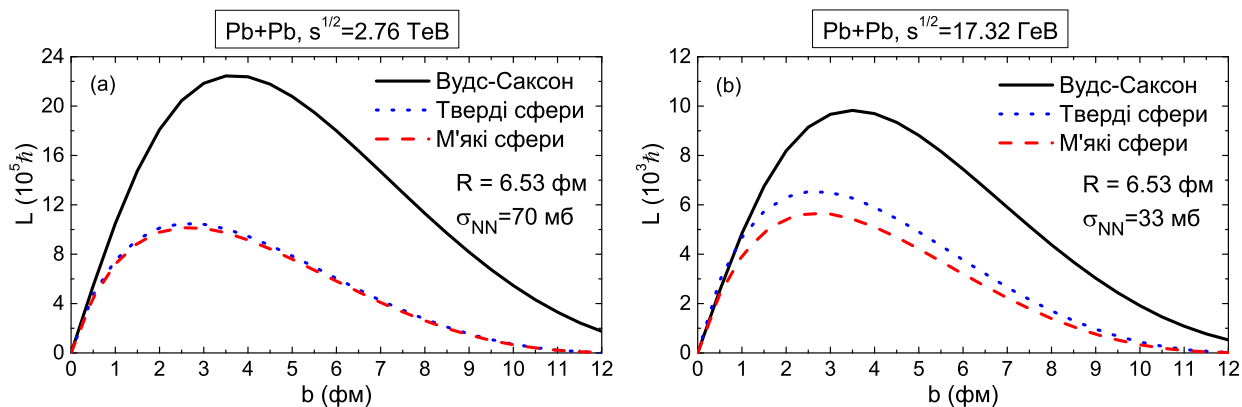 Pb+Pb, s^1/2=2.76 ТеВ
(a)
Вудс-Саксон
Тверді сфери
М'які сфери
R = 6.53 фм
σNN=70 мб
L (10^5ℏ)
24
20
16
12
8
4
0
0 1 2 3 4 5 6 7 8 9 10 11 12
b (фм)
Pb+Pb, s^1/2=17.32 ГеВ
(b)
Вудс-Саксон
Тверді сфери
М'які сфери
R = 6.53 фм
σNN=33 мб
L (10^3ℏ)
12
10
8
6
4
2
0
0 1 2 3 4 5 6 7 8 9 10 11 12
b (фм)